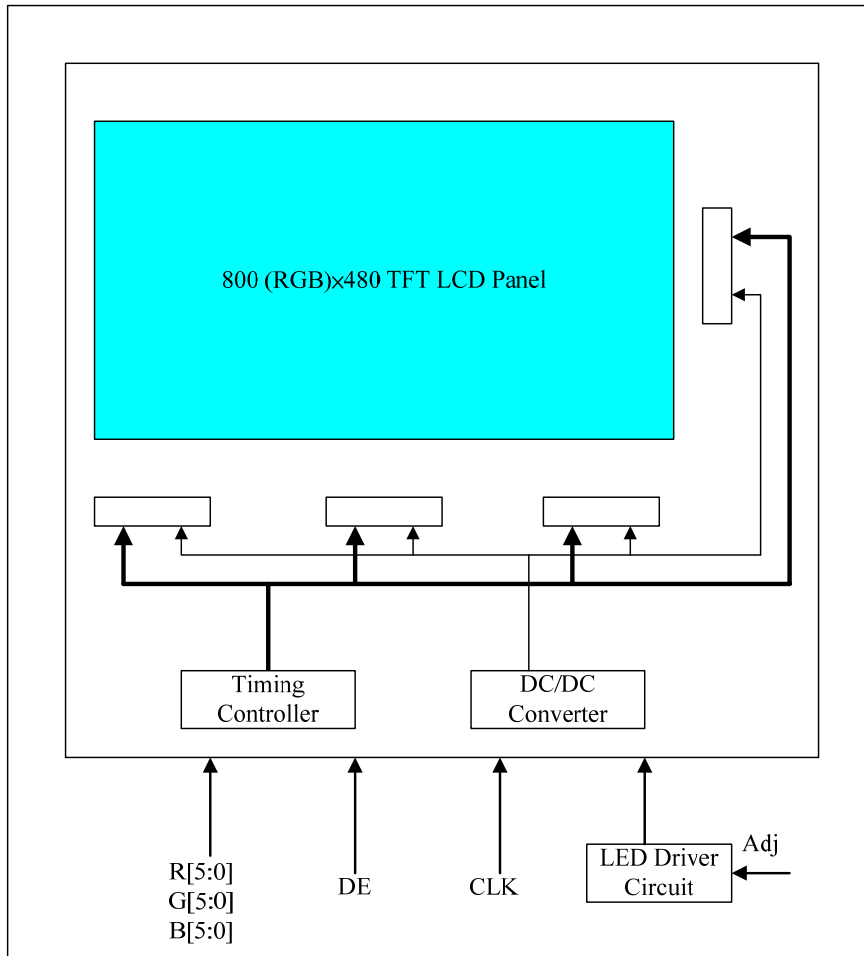 800 (RGB)×480 TFT LCD Panel
Timing
Controller
DC/DC
Converter
R[5:0]
G[5:0]
B[5:0]
DE
CLK
LED Driver
Circuit
Adj